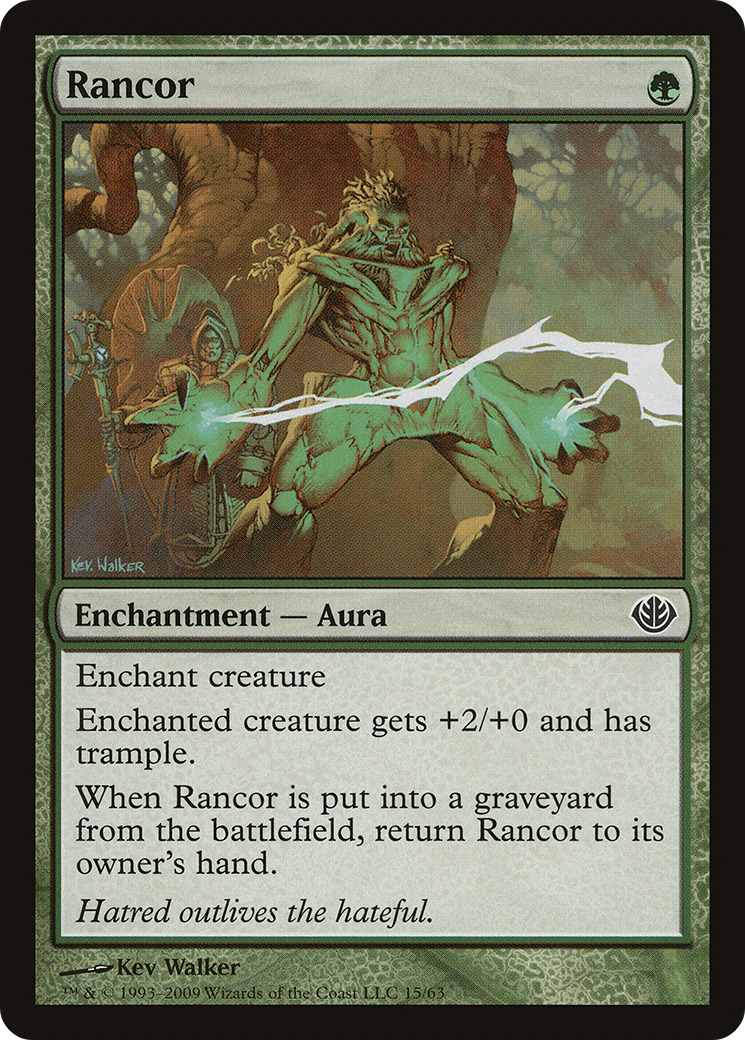 Rancor
Kev. Walker
Enchantment — Aura
Enchant creature
Enchanted creature gets +2/+0 and has
trample.
When Rancor is put into a graveyard
from the battlefield, return Rancor to its
owner's hand.
Hatred outlives the hateful.
Kev Walker
™ & © 1993–2009 Wizards of the Coast LLC 15/63